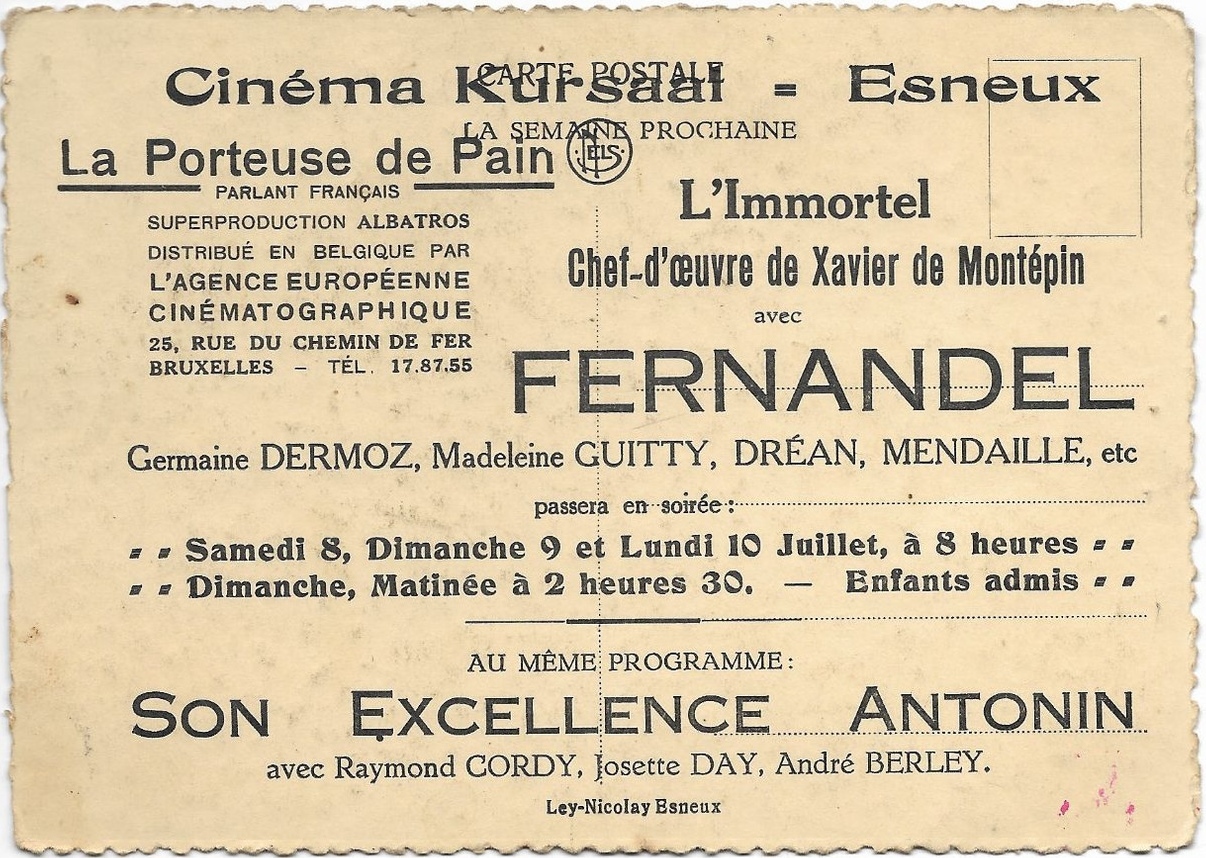 CARTE POSTALE
Cinéma Kursaal = Esneux
LA SEMAINE PROCHAINE
La Porteuse de Pain
NELS
PARLANT FRANÇAIS
SUPERPRODUCTION ALBATROS
DISTRIBUÉ EN BELGIQUE PAR
L'AGENCE EUROPÉENNE
CINÉMATOGRAPHIQUE
25, RUE DU CHEMIN DE FER
BRUXELLES – TÉL. 17.87.55
L'Immortel
Chef-d'œuvre de Xavier de Montépin
avec
FERNANDEL
Germaine DERMOZ, Madeleine GUITTY, DRÉAN, MENDAILLE, etc
passera en soirée :
Samedi 8, Dimanche 9 et Lundi 10 Juillet, à 8 heures
Dimanche, Matinée à 2 heures 30. — Enfants admis
AU MÊME PROGRAMME :
SON EXCELLENCE ANTONIN
avec Raymond CORDY, Josette DAY, André BERLEY.
Ley-Nicolay Esneux